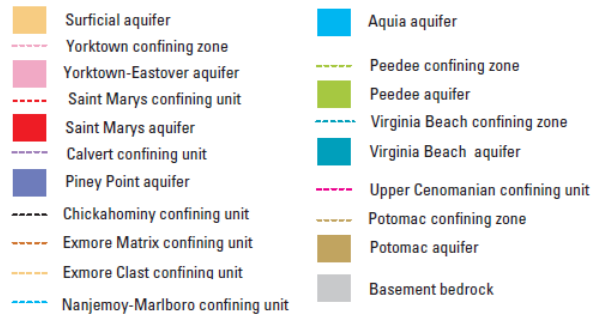 Surficial aquifer
Yorktown confining zone
Yorktown-Eastover aquifer
Saint Marys confining unit
Saint Marys aquifer
Calvert confining unit
Piney Point aquifer
Chickahominy confining unit
Exmore Matrix confining unit
Exmore Clast confining unit
Nanjemoy-Marlboro confining unit
Aquia aquifer
Peedee confining zone
Peedee aquifer
Virginia Beach confining zone
Virginia Beach aquifer
Upper Cenomanian confining unit
Potomac confining zone
Potomac aquifer
Basement bedrock